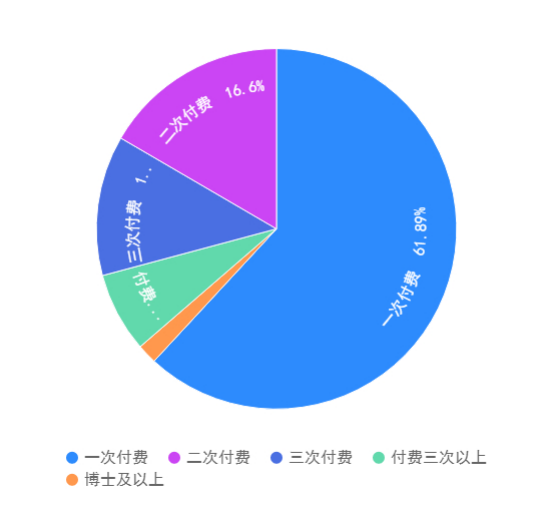 二次付费 16.6%
三次付费 1..
付费...
一次付费 61.89%
一次付费 二次付费 三次付费 付费三次以上
博士及以上